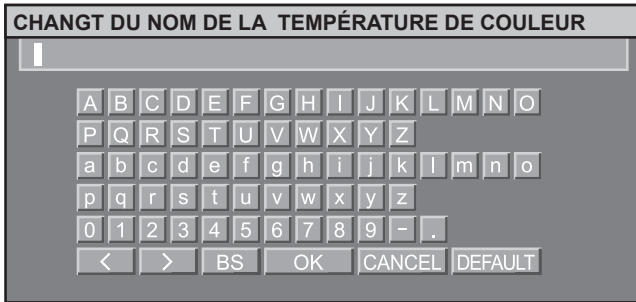 CHANGT DU NOM DE LA TEMPÉRATURE DE COULEUR
A B C D E F G H I J K L M N O
P Q R S T U V W X Y Z
a b c d e f g h i j k l m n o
p q r s t u v w x y z
0 1 2 3 4 5 6 7 8 9 - .
< > BS OK CANCEL DEFAULT